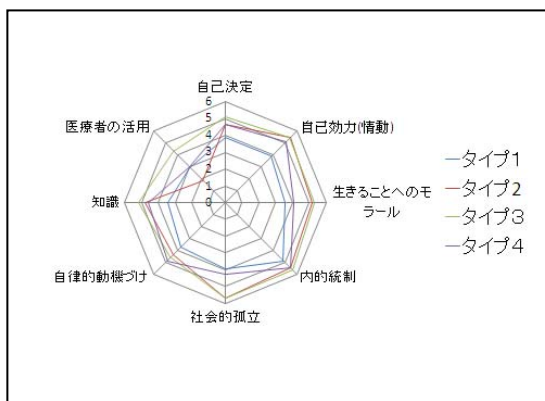 自己決定
自己効力(情動)
生きることへのモ
ラール
内的統制
社会的孤立
自律的動機づけ
知識
医療者の活用
6
5
4
3
2
1
0
タイプ1
タイプ2
タイプ3
タイプ4